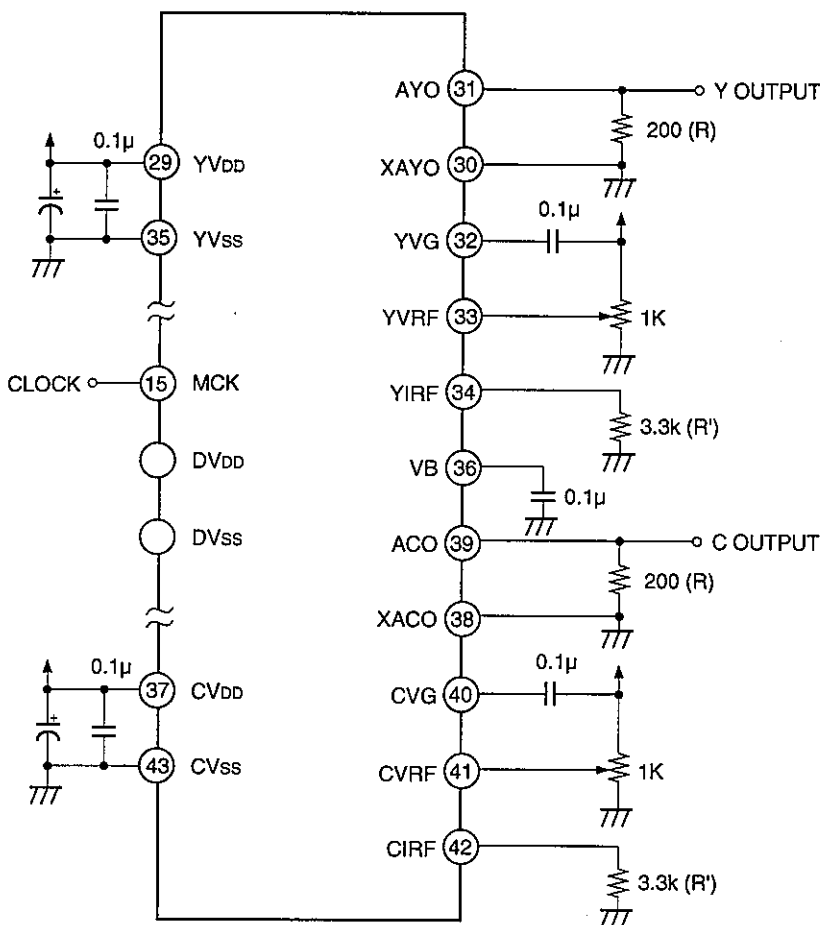 AYO 31 Y OUTPUT
200 (R)
0.1μ
29 YVDD
XAYO 30
0.1μ
35 YVSS
YVG 32
YVRF 33 1K
CLOCK 15 MCK
YIRF 34
3.3k (R')
DVDD
VB 36
0.1μ
DVSS
ACO 39 C OUTPUT
200 (R)
XACO 38
0.1μ
0.1μ
37 CVDD
CVG 40
43 CVSS
CVRF 41 1K
CIRF 42
3.3k (R')